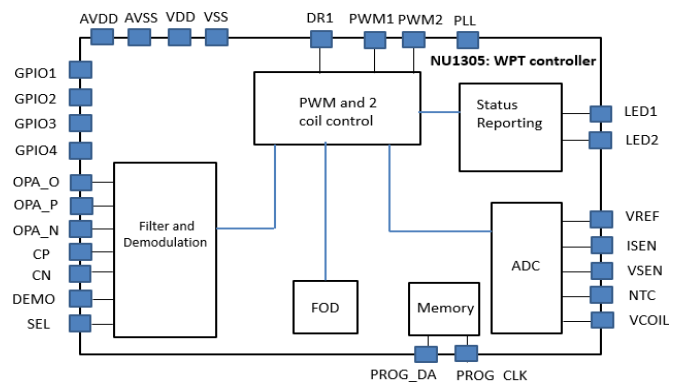 AVDD AVSS VDD VSS DR1 PWM1 PWM2 PLL
NU1305: WPT controller
GPIO1
GPIO2
GPIO3
GPIO4
OPA_O
OPA_P
OPA_N
CP
CN
DEMO
SEL
Filter and
Demodulation
PWM and 2
coil control
Status
Reporting
LED1
LED2
FOD
Memory
ADC
VREF
ISEN
VSEN
NTC
VCOIL
PROG_DA PROG_CLK